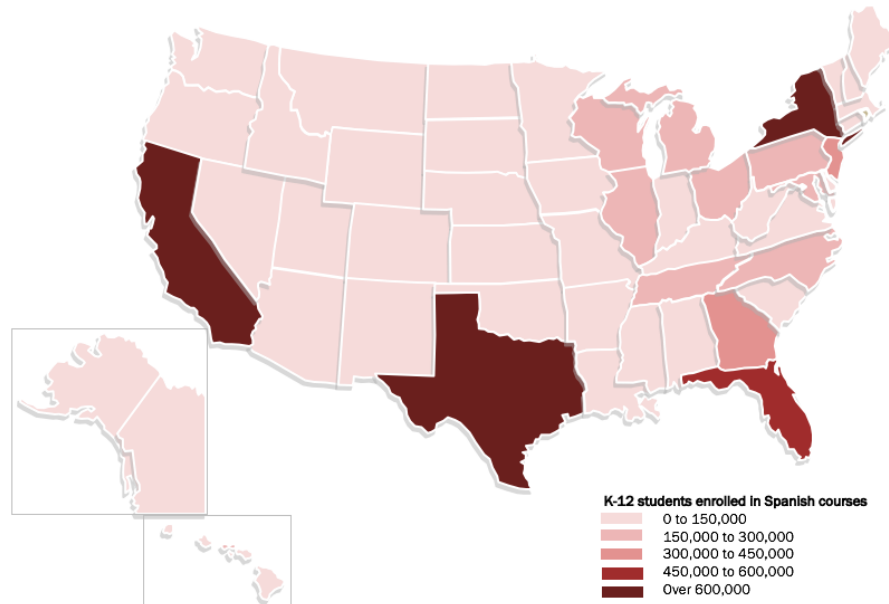 K-12 students enrolled in Spanish courses
0 to 150,000
150,000 to 300,000
300,000 to 450,000
450,000 to 600,000
Over 600,000